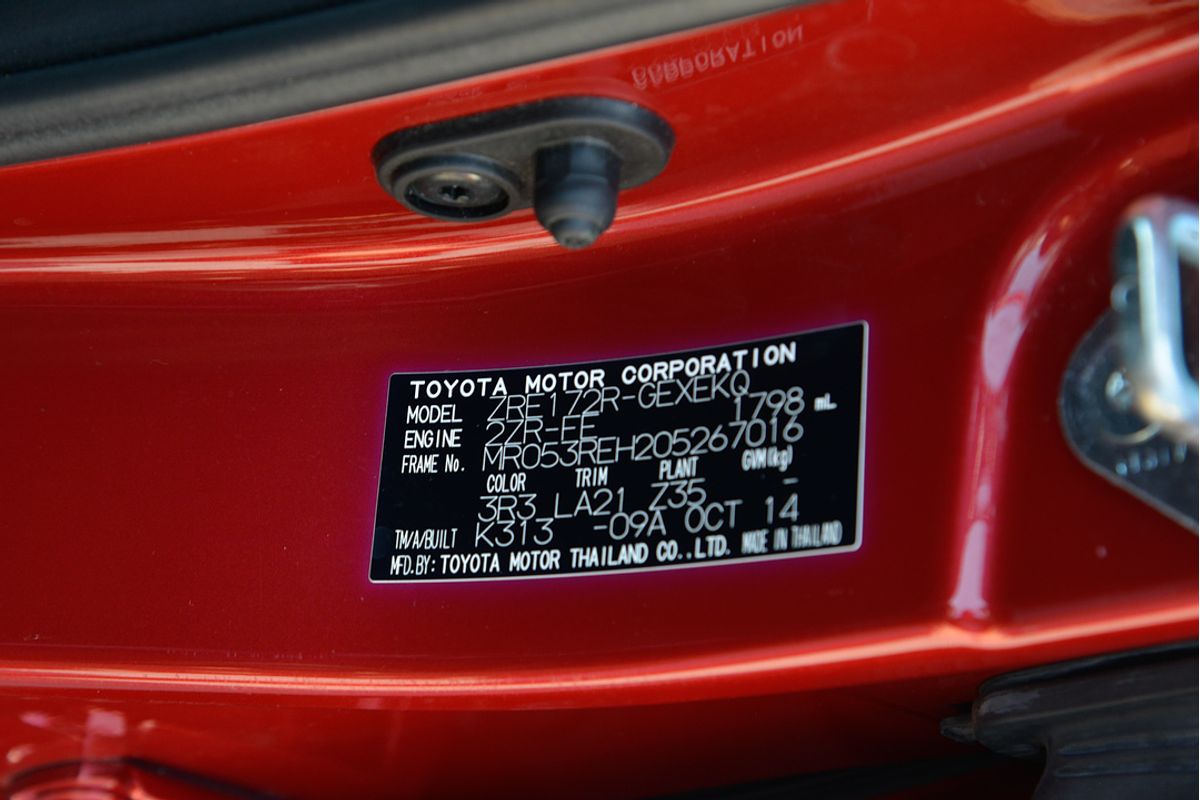 TOYOTA MOTOR CORPORATION
MODEL ZRE172R-GEXEKQ
ENGINE 2ZR-FE 1798 mL
FRAME No. MR053REH205267016
COLOR TRIM PLANT GVM(kg)
3R3 LA21 Z35 -
TM/A/BUILT K313 -09A OCT 14
MFD.BY: TOYOTA MOTOR THAILAND CO.,LTD. MADE IN THAILAND